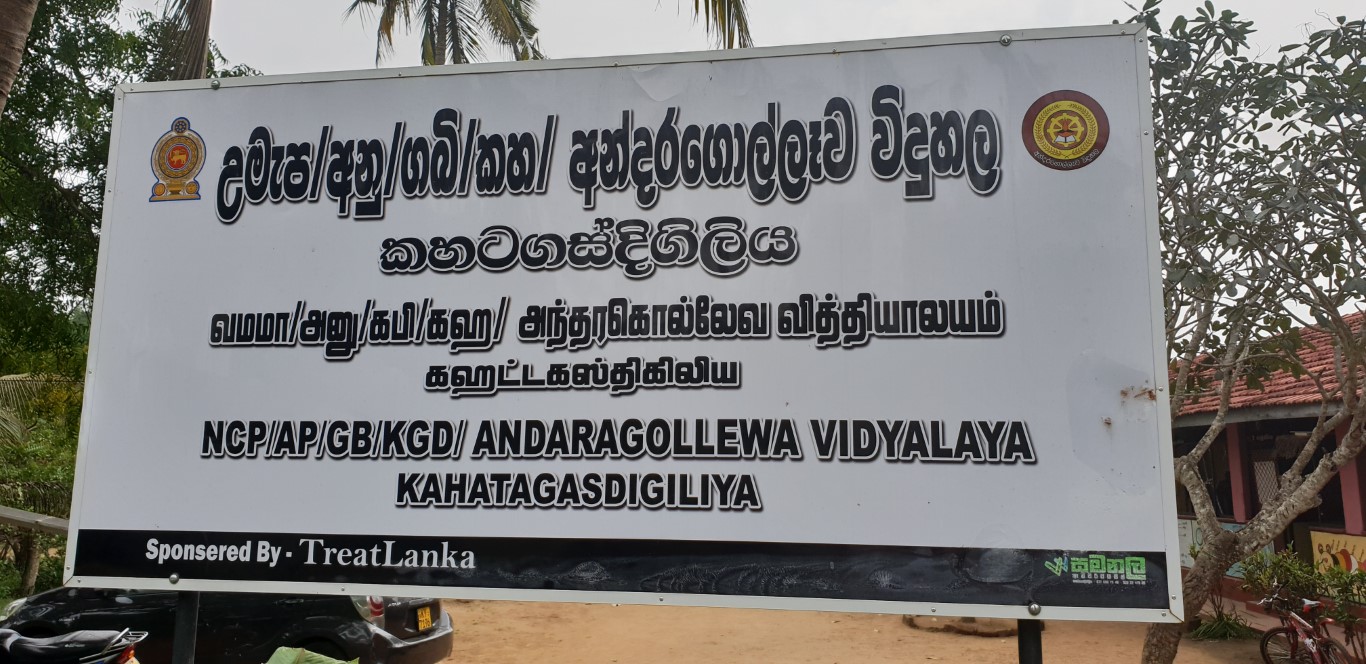 උමැප/අනු/ගබ/කහ/ අන්දරගොල්ලෑව විදුහල
කහටගස්දිගිලිය
வமமா/அனு/கபி/கஹ/ அந்தரகொல்லேவ வித்தியாலயம்
கஹட்டகஸ்திகிலிய
NCP/AP/GB/KGD/ ANDARAGOLLEWA VIDYALAYA
KAHATAGASDIGILIYA
Sponsered By - TreatLanka
සමනල